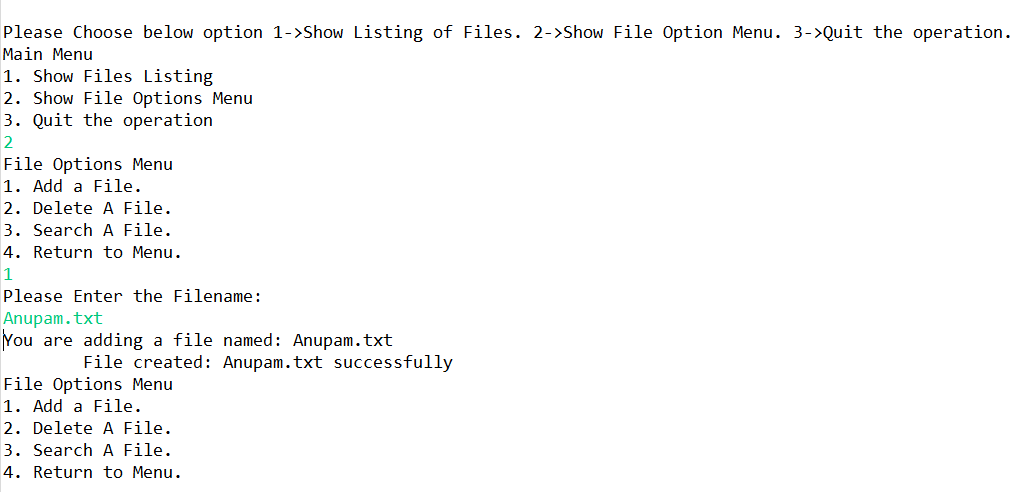 Please Choose below option 1->Show Listing of Files. 2->Show File Option Menu. 3->Quit the operation.
Main Menu
1. Show Files Listing
2. Show File Options Menu
3. Quit the operation
2
File Options Menu
1. Add a File.
2. Delete A File.
3. Search A File.
4. Return to Menu.
1
Please Enter the Filename:
Anupam.txt
You are adding a file named: Anupam.txt
        File created: Anupam.txt successfully
File Options Menu
1. Add a File.
2. Delete A File.
3. Search A File.
4. Return to Menu.